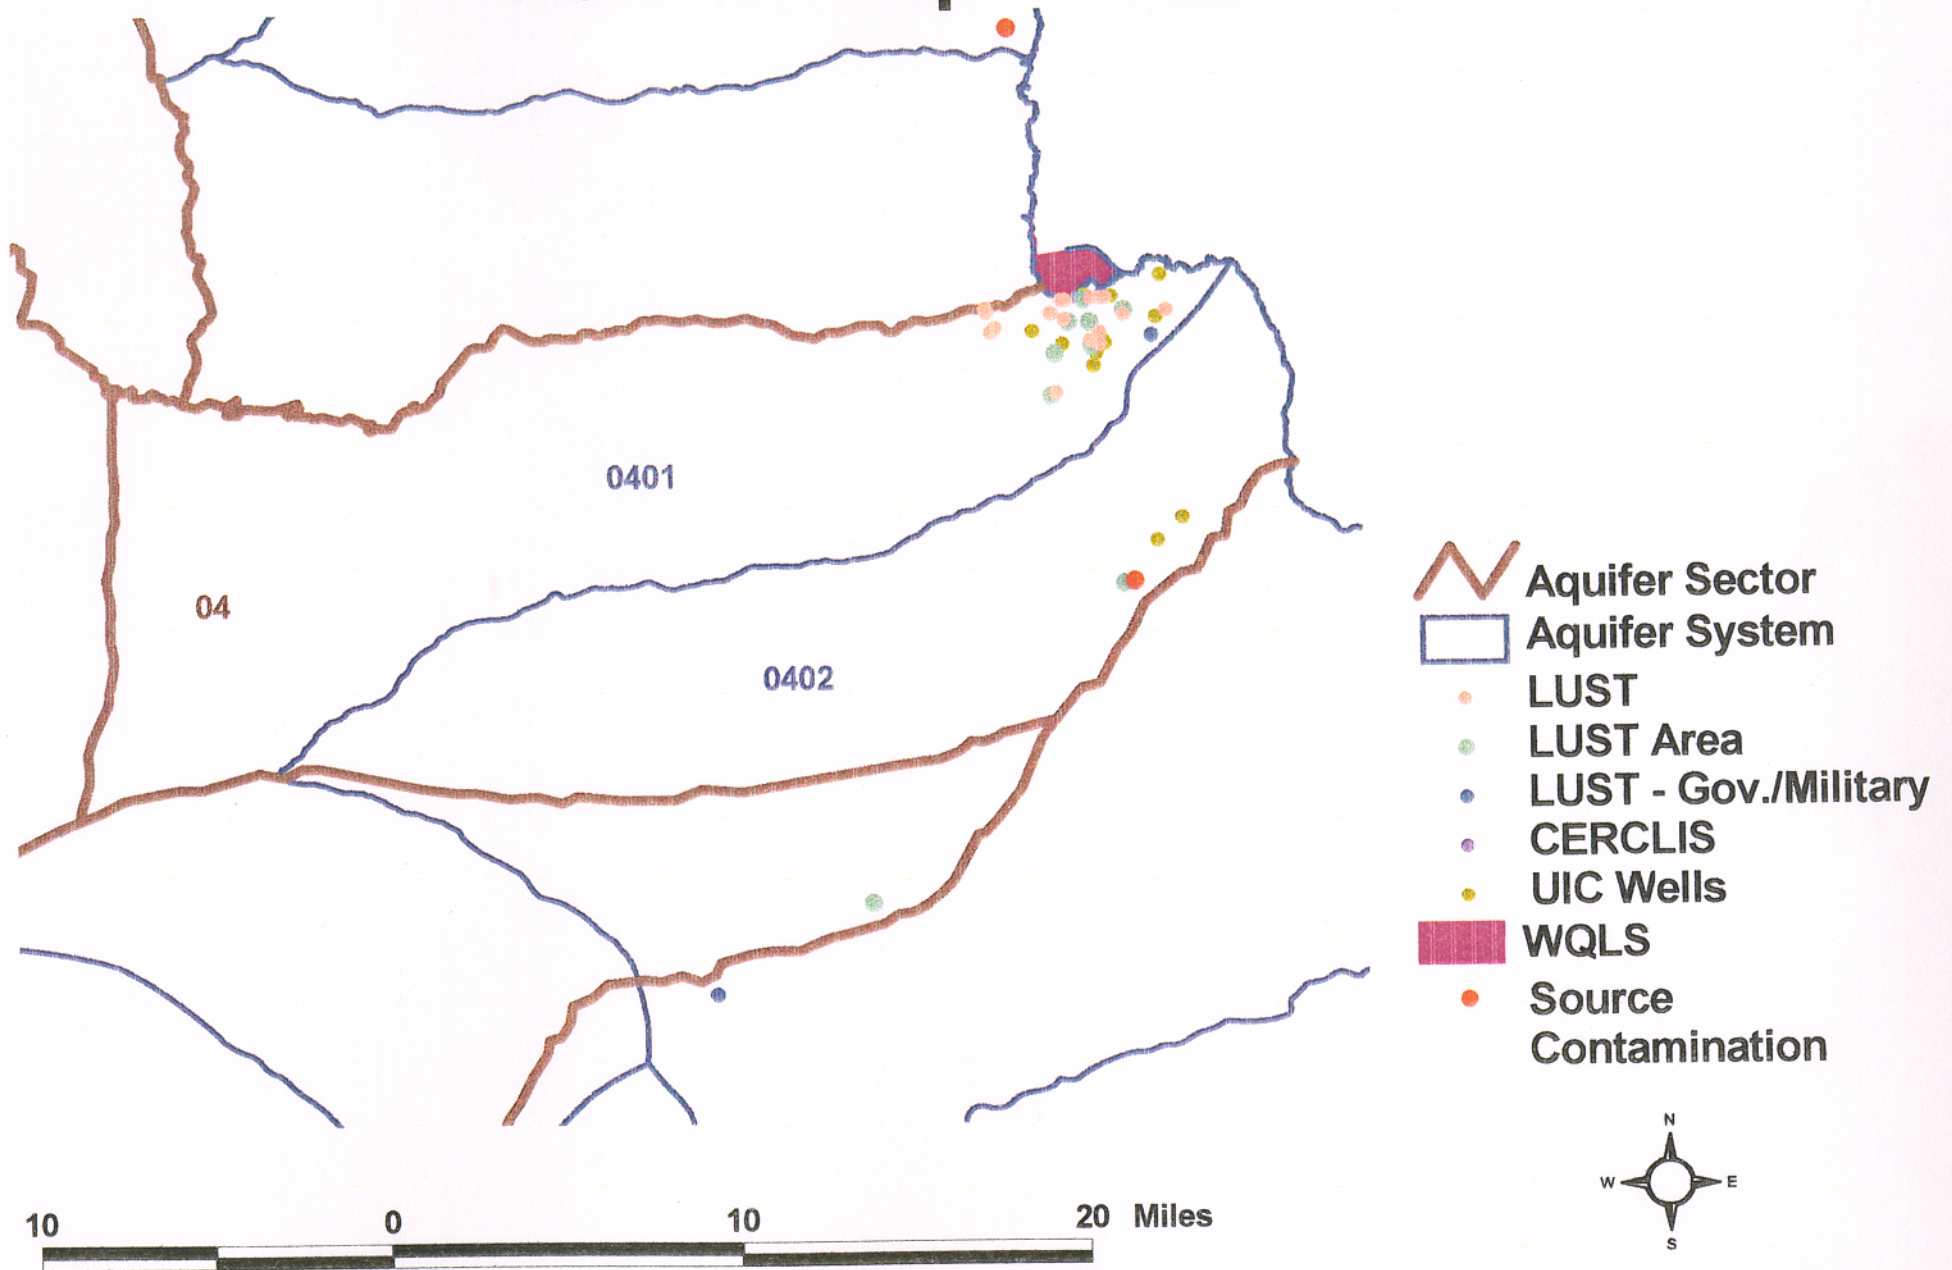 0401
04
0402
Aquifer Sector
Aquifer System
LUST
LUST Area
LUST - Gov./Military
CERCLIS
UIC Wells
WQLS
Source
Contamination
N
W E
S
10 0 10 20 Miles